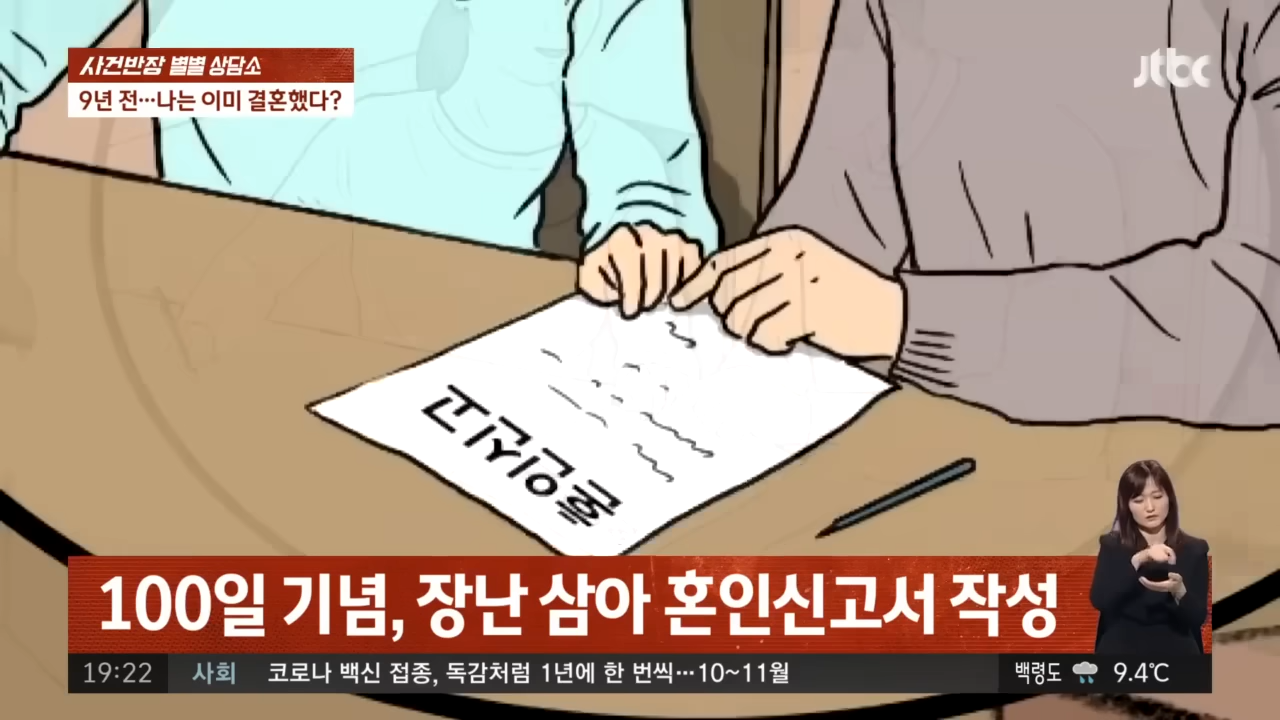 사건반장 별별 상담소
jtbc
9년 전…나는 이미 결혼했다?
혼인신고
100일 기념, 장난 삼아 혼인신고서 작성
19:22 사회 코로나 백신 접종, 독감처럼 1년에 한 번씩…10~11월 백령도 9.4℃